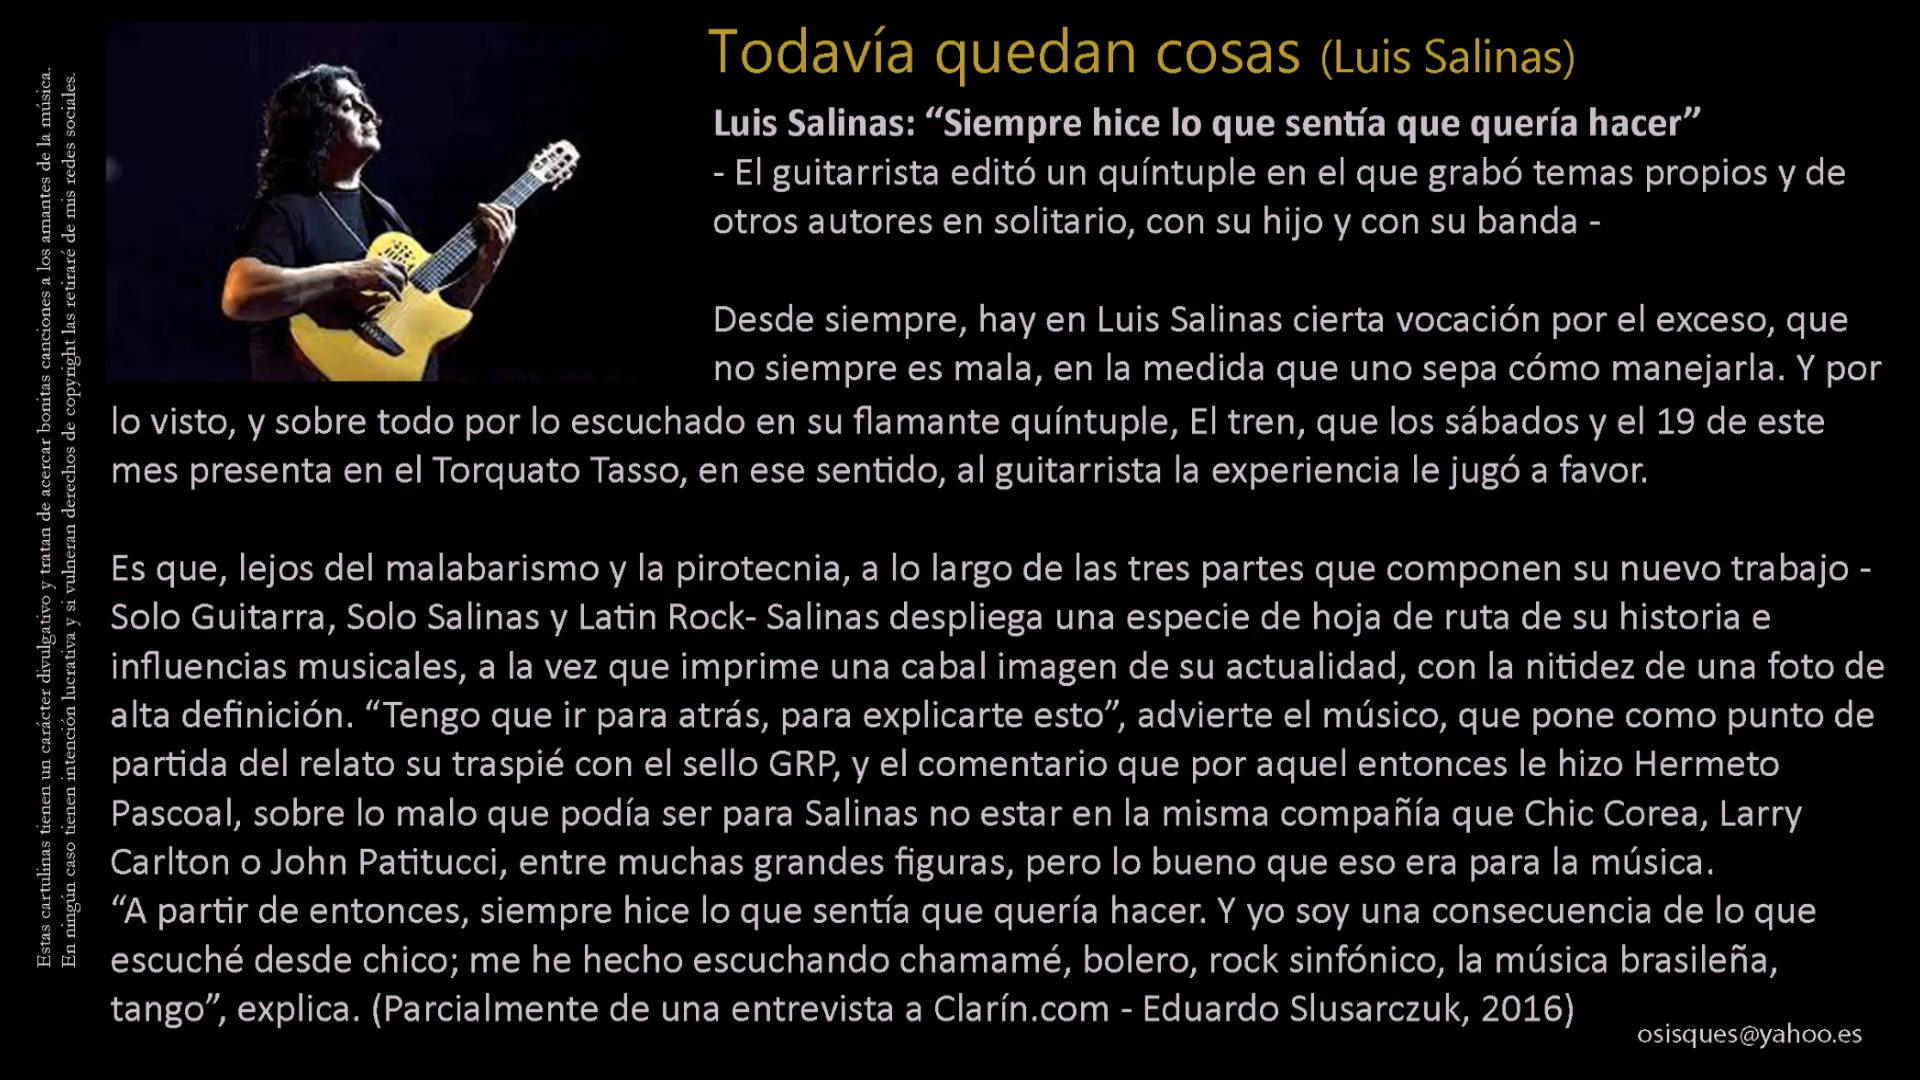 Todavía quedan cosas (Luis Salinas)
Luis Salinas: “Siempre hice lo que sentía que quería hacer”
- El guitarrista editó un quíntuple en el que grabó temas propios y de
otros autores en solitario, con su hijo y con su banda -
Desde siempre, hay en Luis Salinas cierta vocación por el exceso, que
no siempre es mala, en la medida que uno sepa cómo manejarla. Y por
lo visto, y sobre todo por lo escuchado en su flamante quíntuple, El tren, que los sábados y el 19 de este
mes presenta en el Torquato Tasso, en ese sentido, al guitarrista la experiencia le jugó a favor.
Es que, lejos del malabarismo y la pirotecnia, a lo largo de las tres partes que componen su nuevo trabajo -
Solo Guitarra, Solo Salinas y Latin Rock- Salinas despliega una especie de hoja de ruta de su historia e
influencias musicales, a la vez que imprime una cabal imagen de su actualidad, con la nitidez de una foto de
alta definición. “Tengo que ir para atrás, para explicarte esto”, advierte el músico, que pone como punto de
partida del relato su traspié con el sello GRP, y el comentario que por aquel entonces le hizo Hermeto
Pascoal, sobre lo malo que podía ser para Salinas no estar en la misma compañía que Chic Corea, Larry
Carlton o John Patitucci, entre muchas grandes figuras, pero lo bueno que eso era para la música.
“A partir de entonces, siempre hice lo que sentía que quería hacer. Y yo soy una consecuencia de lo que
escuché desde chico; me he hecho escuchando chamamé, bolero, rock sinfónico, la música brasileña,
tango”, explica. (Parcialmente de una entrevista a Clarín.com - Eduardo Slusarczuk, 2016)
osisques@yahoo.es
Estas cartulinas tienen un carácter divulgativo y tratan de acercar bonitas canciones a los amantes de la música.
En ningún caso tienen intención lucrativa y si vulneran derechos de copyright las retiraré de mis redes sociales.